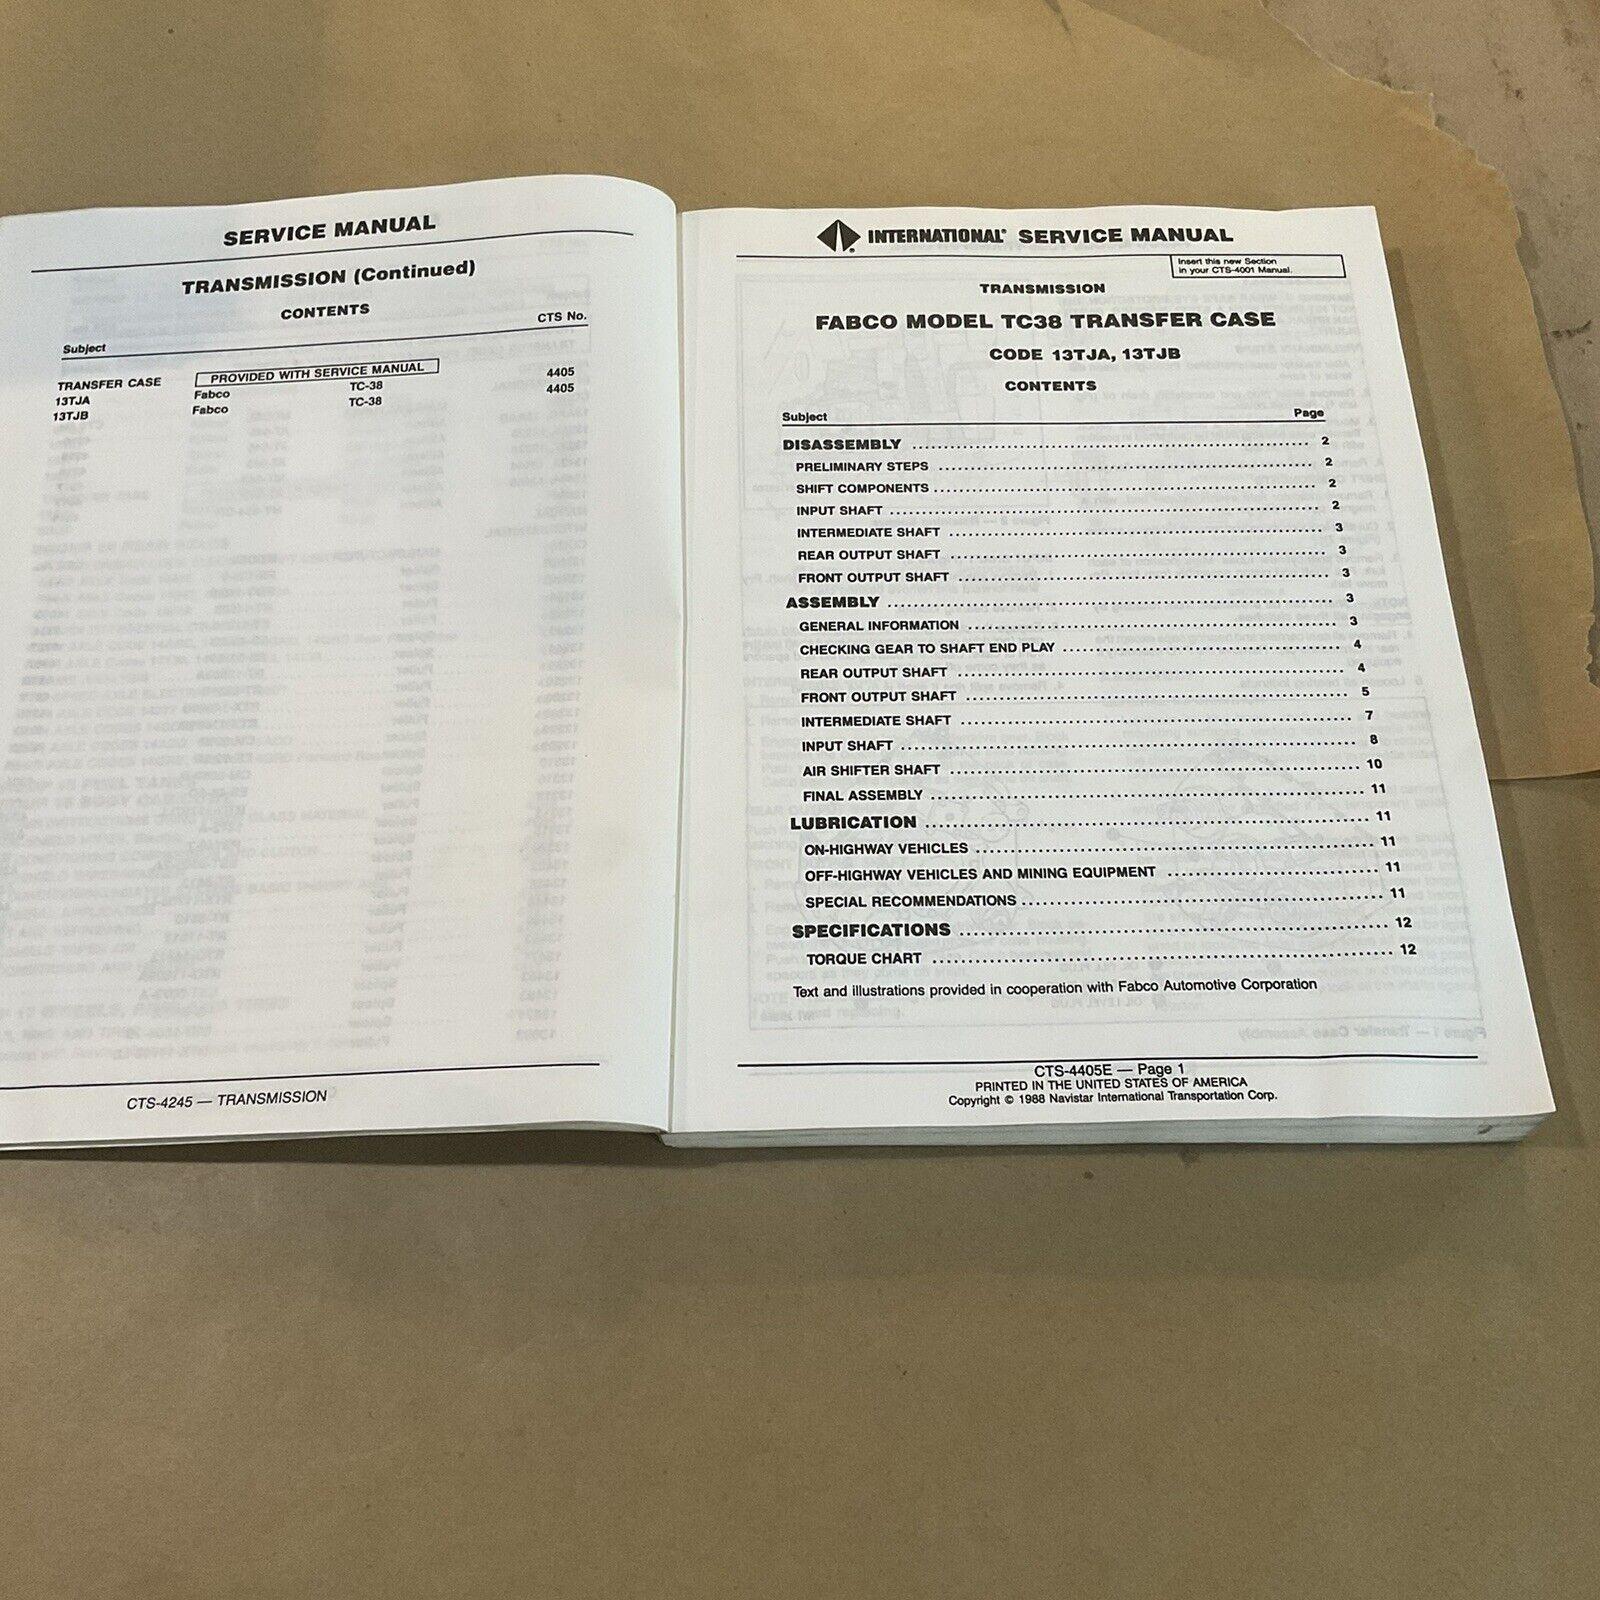 SERVICE MANUAL
TRANSMISSION (Continued)
CONTENTS
Subject CTS No.
PROVIDED WITH SERVICE MANUAL
TRANSFER CASE
13TJA Fabco TC-38 4405
13TJB Fabco TC-38 4405
CTS-4245 — TRANSMISSION
INTERNATIONAL® SERVICE MANUAL
Insert this new Section
in your CTS-4001 Manual.
TRANSMISSION
FABCO MODEL TC38 TRANSFER CASE
CODE 13TJA, 13TJB
CONTENTS
Subject Page
DISASSEMBLY 2
PRELIMINARY STEPS 2
SHIFT COMPONENTS 2
INPUT SHAFT 2
INTERMEDIATE SHAFT 3
REAR OUTPUT SHAFT 3
FRONT OUTPUT SHAFT 3
ASSEMBLY 3
GENERAL INFORMATION 3
CHECKING GEAR TO SHAFT END PLAY 4
REAR OUTPUT SHAFT 4
FRONT OUTPUT SHAFT 5
INTERMEDIATE SHAFT 7
INPUT SHAFT 8
AIR SHIFTER SHAFT 10
FINAL ASSEMBLY 11
LUBRICATION 11
ON-HIGHWAY VEHICLES 11
OFF-HIGHWAY VEHICLES AND MINING EQUIPMENT 11
SPECIAL RECOMMENDATIONS 11
SPECIFICATIONS 12
TORQUE CHART 12
Text and illustrations provided in cooperation with Fabco Automotive Corporation
CTS-4405E — Page 1
PRINTED IN THE UNITED STATES OF AMERICA
Copyright © 1988 Navistar International Transportation Corp.